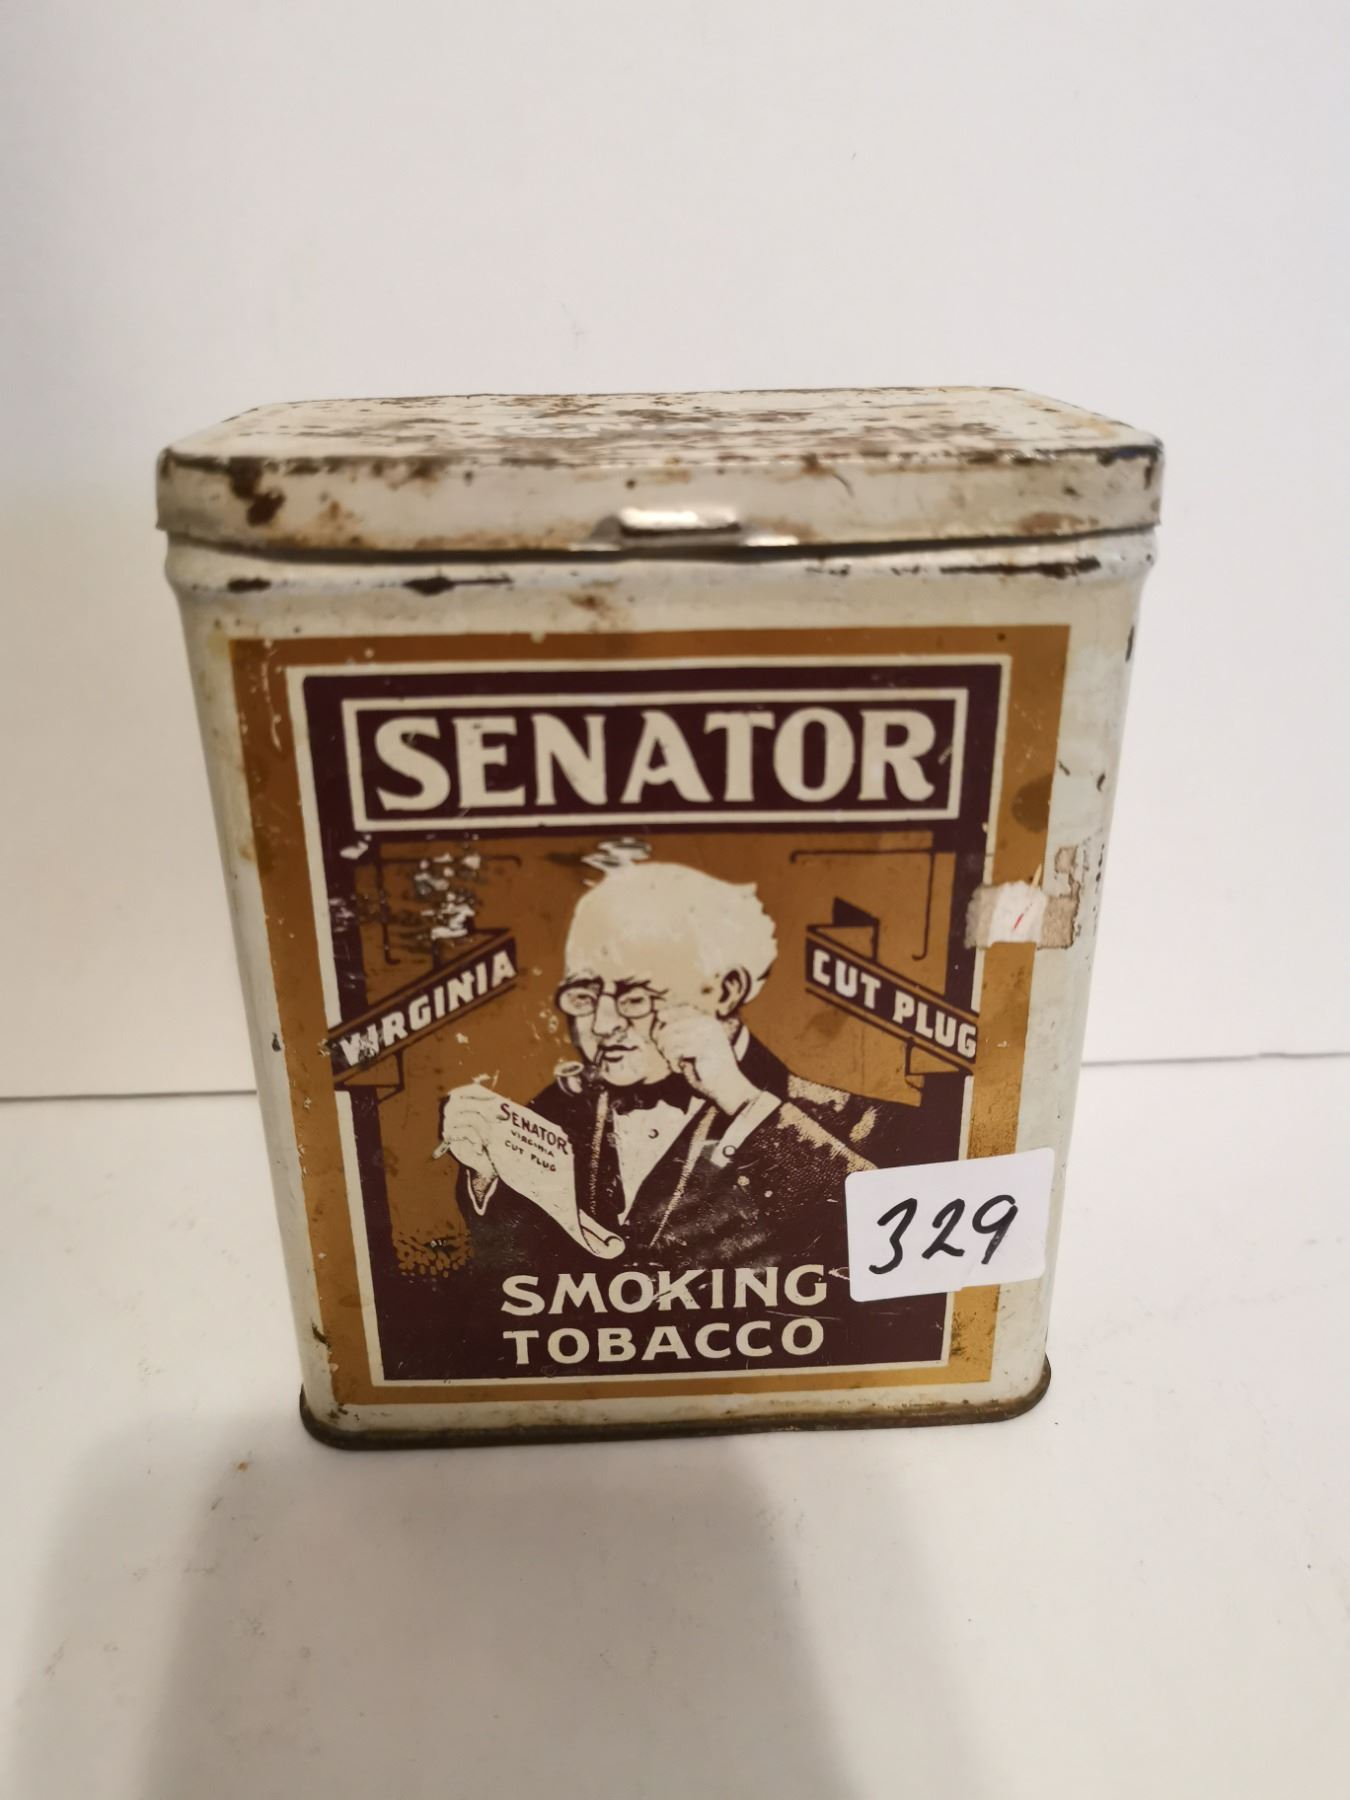 SENATOR
VIRGINIA
CUT PLUG
SENATOR
VIRGINIA
CUT PLUG
329
SMOKING
TOBACCO